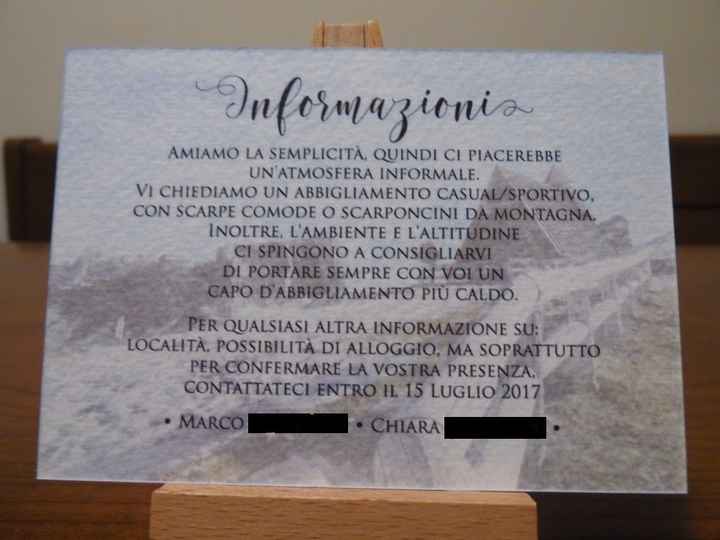 Informazioni
Amiamo la semplicità, quindi ci piacerebbe
un'atmosfera informale.
Vi chiediamo un abbigliamento casual/sportivo,
con scarpe comode o scarponcini da montagna.
Inoltre, l'ambiente e l'altitudine
ci spingono a consigliarvi
di portare sempre con voi un
capo d'abbigliamento più caldo.
Per qualsiasi altra informazione su:
località, possibilità di alloggio, ma soprattutto
per confermare la vostra presenza,
contattateci entro il 15 Luglio 2017
• Marco • Chiara •